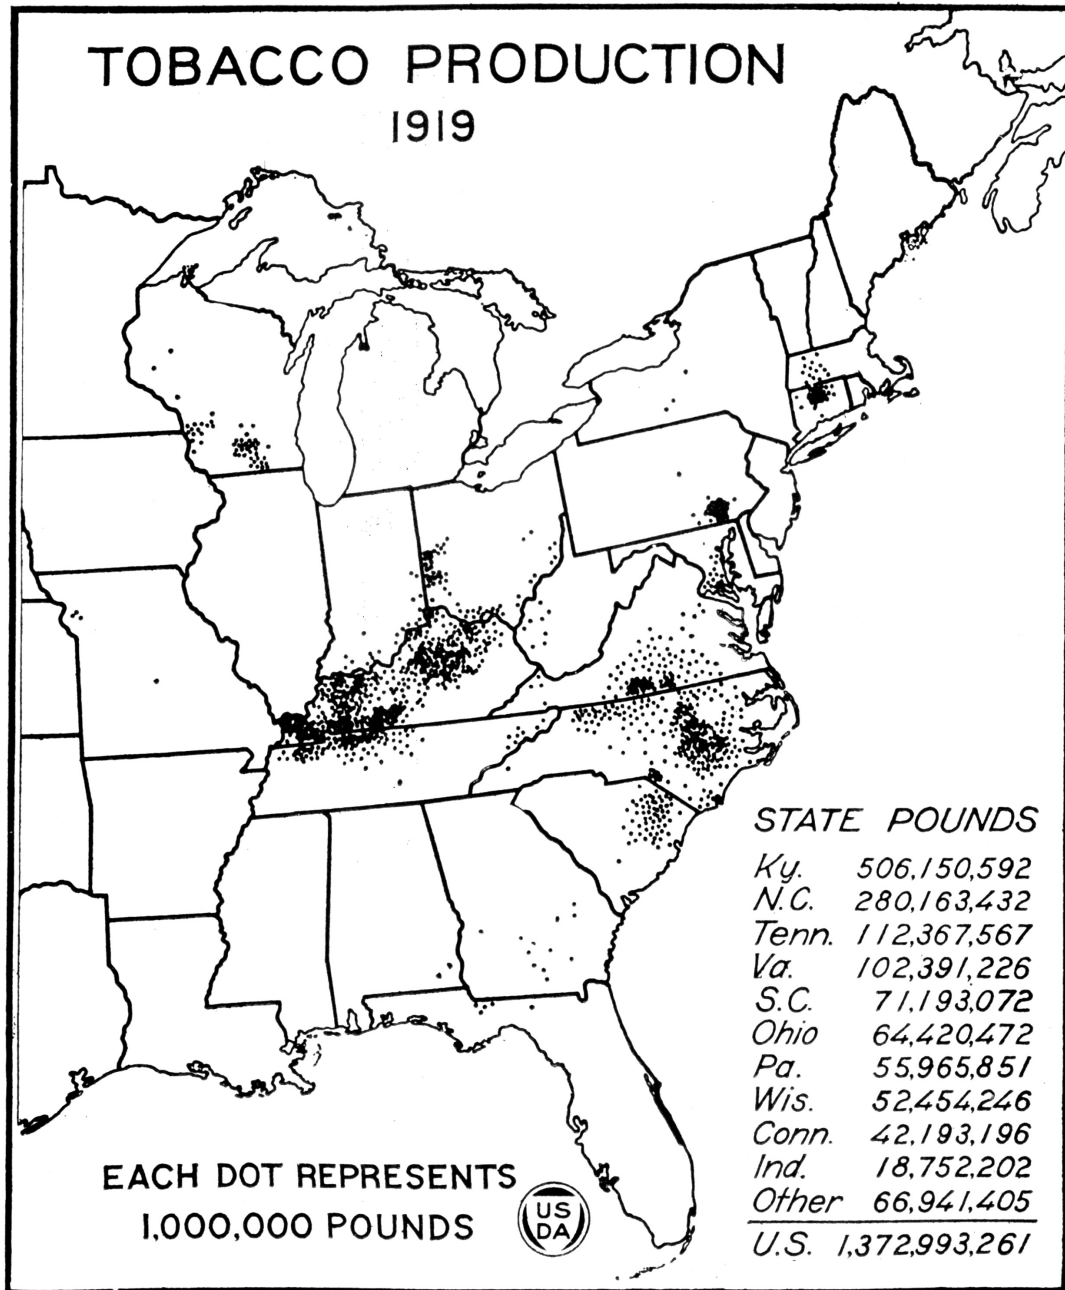 TOBACCO PRODUCTION
1919
STATE POUNDS
Ky. 506,150,592
N.C. 280,163,432
Tenn. 112,367,567
Va. 102,391,226
S.C. 71,193,072
Ohio 64,420,472
Pa. 55,965,851
Wis. 52,454,246
Conn. 42,193,196
Ind. 18,752,202
Other 66,941,405
U.S. 1,372,993,261
EACH DOT REPRESENTS
1,000,000 POUNDS
US
DA